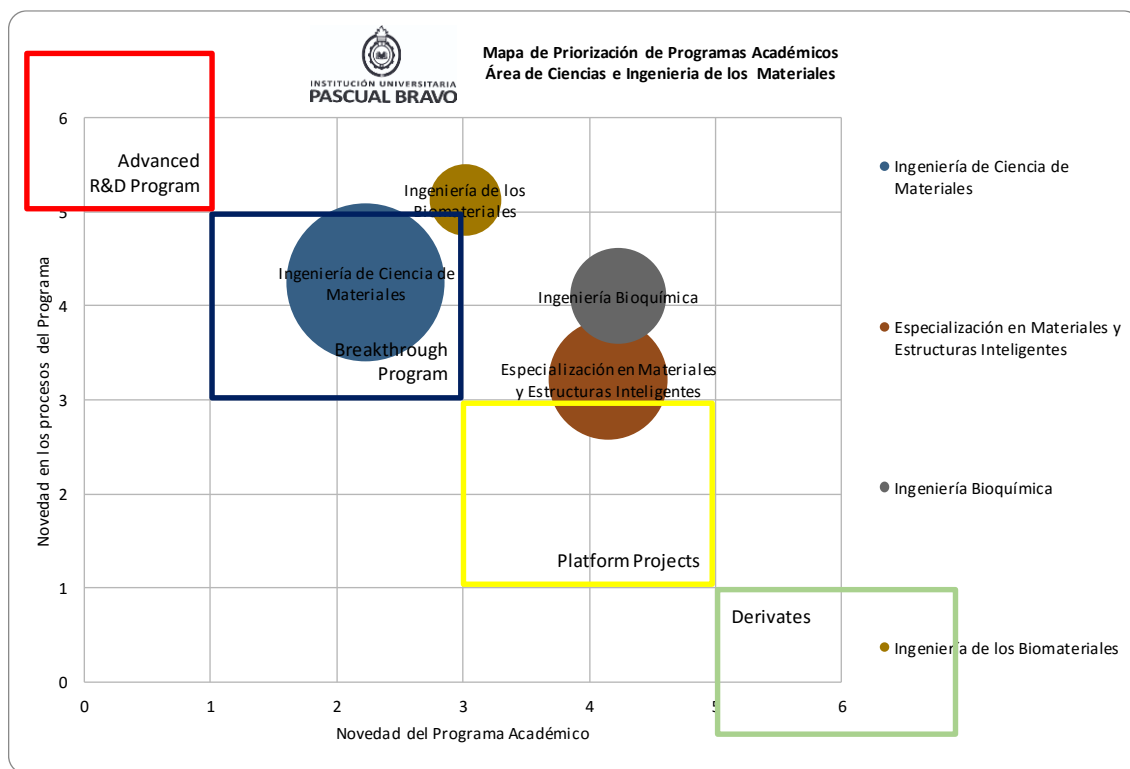 INSTITUCIÓN UNIVERSITARIA
PASCUAL BRAVO
Mapa de Priorización de Programas Académicos
Área de Ciencias e Ingenieria de los Materiales
Novedad en los procesos del Programa
6
5
4
3
2
1
0
Advanced
R&D Program
Ingeniería de los
Biomateriales
Ingeniería de Ciencia de
Materiales
Breakthrough
Program
Ingeniería Bioquímica
Especialización en Materiales
y Estructuras Inteligentes
Platform Projects
Derivates
0
1
2
3
4
5
6
Novedad del Programa Académico
Ingeniería de Ciencia de
Materiales
Especialización en Materiales y
Estructuras Inteligentes
Ingeniería Bioquímica
Ingeniería de los Biomateriales